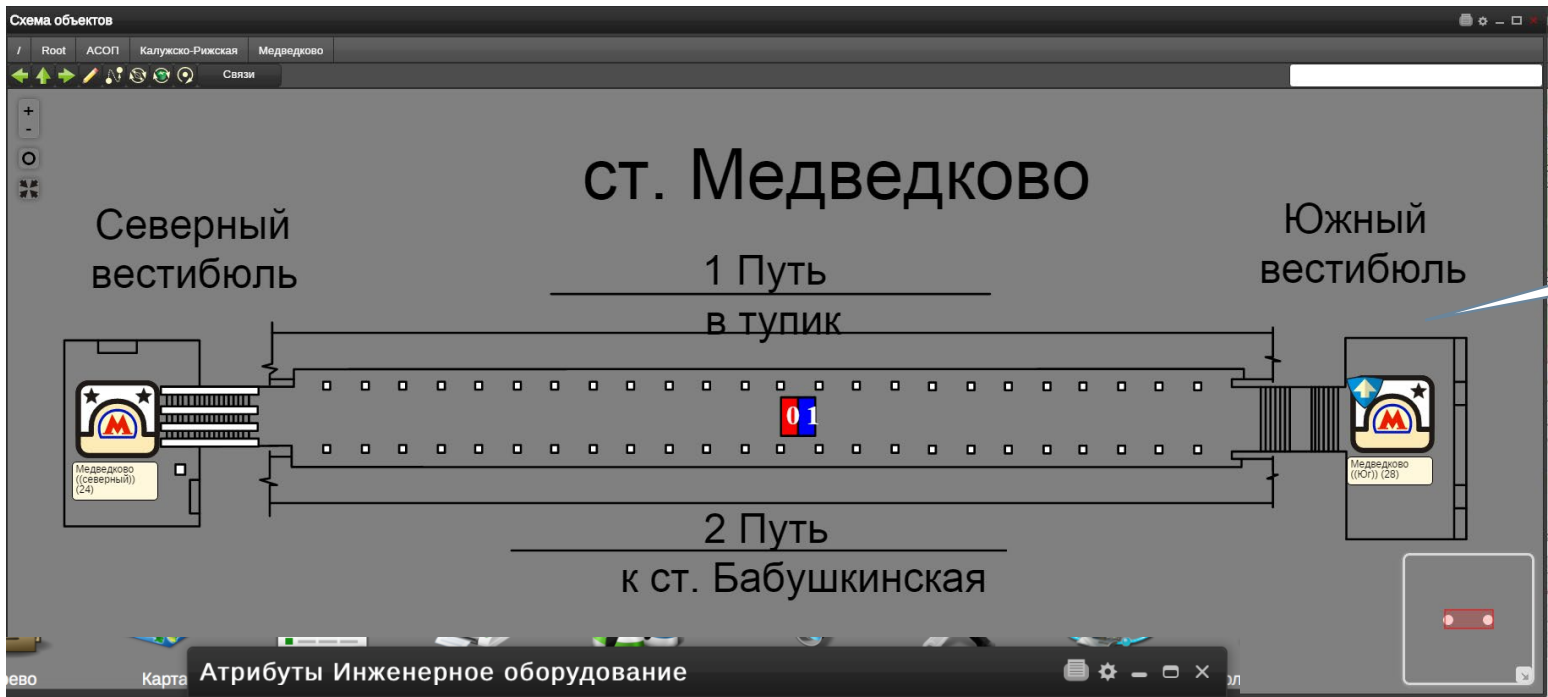 Схема объектов
/ Root АСОП Калужско-Рижская Медведково
Связи
+
-
ст. Медведково
Северный
вестибюль
Южный
вестибюль
1 Путь
в тупик
0 1
М
Медведково
((северный))
(24)
М
Медведково
((Юг)) (28)
2 Путь
к ст. Бабушкинская
Карта
Атрибуты Инженерное оборудование